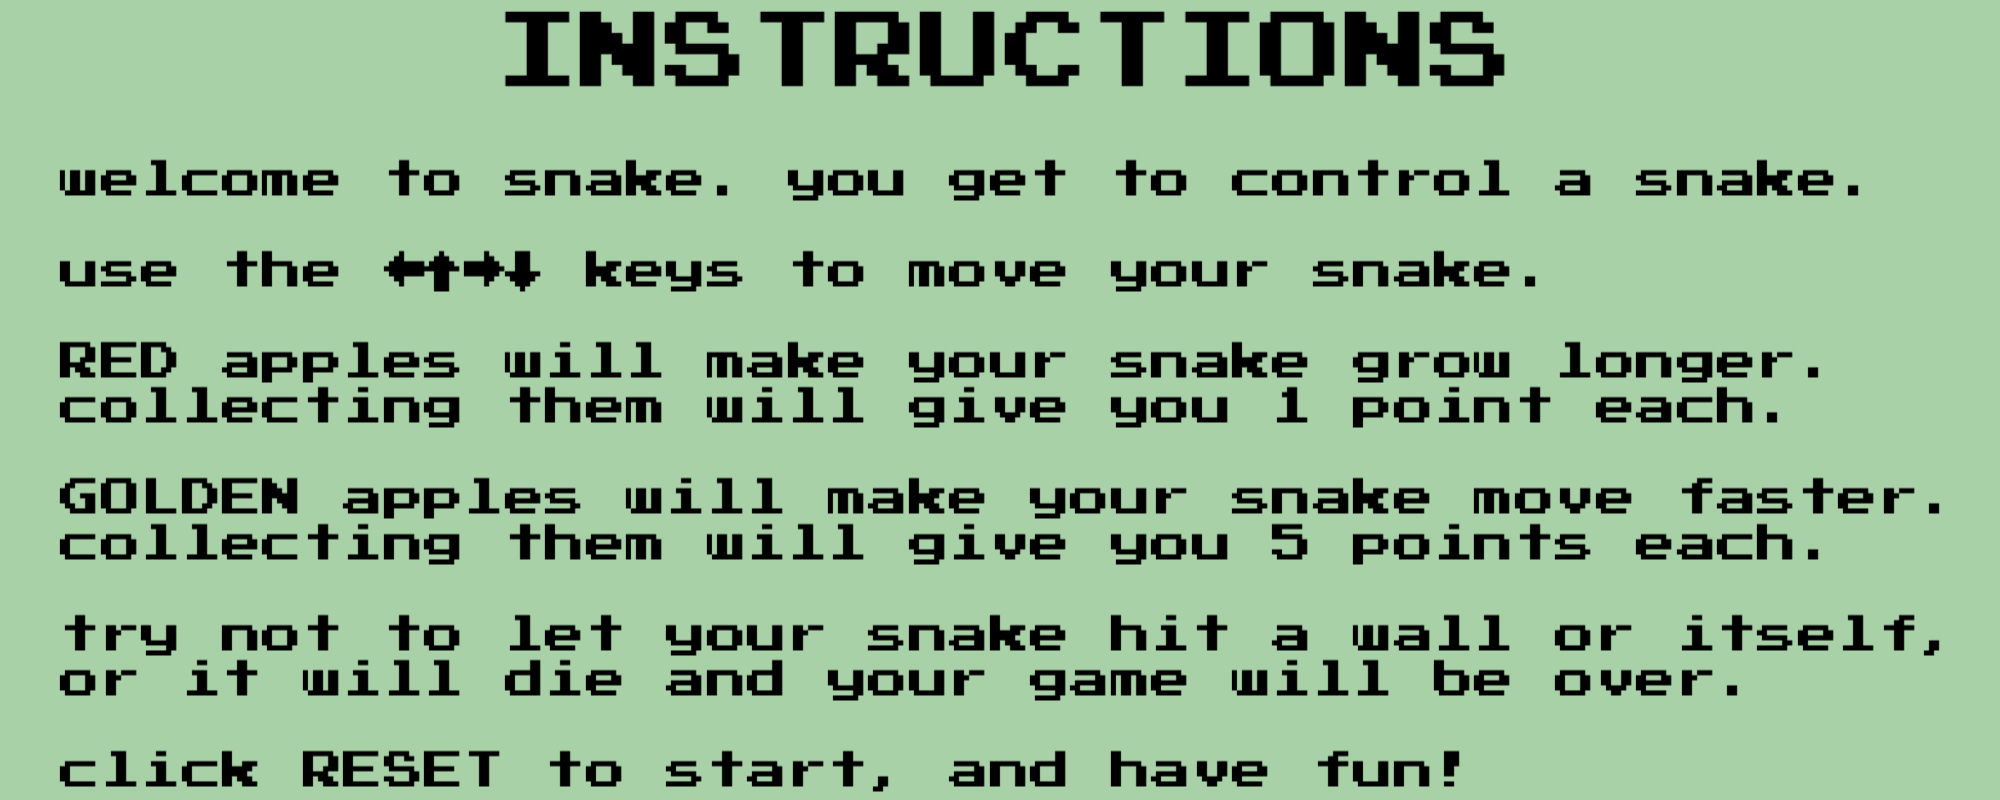 INSTRUCTIONS
welcome to snake. you get to control a snake.
use the ←↑→↓ keys to move your snake.
RED apples will make your snake grow longer.
collecting them will give you 1 point each.
GOLDEN apples will make your snake move faster.
collecting them will give you 5 points each.
try not to let your snake hit a wall or itself,
or it will die and your game will be over.
click RESET to start, and have fun!